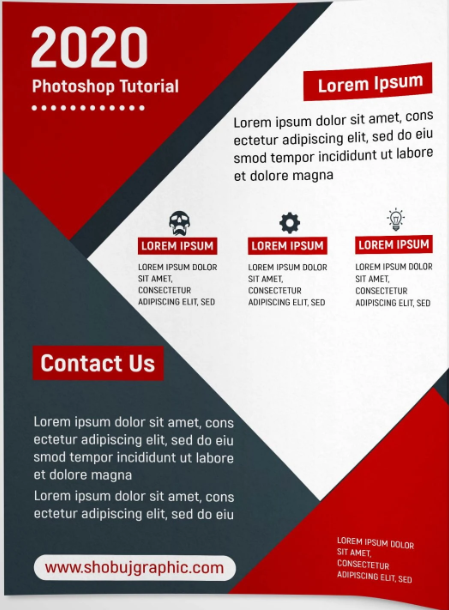 2020
Photoshop Tutorial
Lorem Ipsum
Lorem ipsum dolor sit amet, cons
ectetur adipiscing elit, sed do eiu
smod tempor incididunt ut labore
et dolore magna
LOREM IPSUM
LOREM IPSUM DOLOR
SIT AMET,
CONSECTETUR
ADIPISCING ELIT, SED
LOREM IPSUM
LOREM IPSUM DOLOR
SIT AMET,
CONSECTETUR
ADIPISCING ELIT, SED
LOREM IPSUM
LOREM IPSUM DOLOR
SIT AMET,
CONSECTETUR
ADIPISCING ELIT, SED
Contact Us
Lorem ipsum dolor sit amet, cons
ectetur adipiscing elit, sed do eiu
smod tempor incididunt ut labore
et dolore magna
Lorem ipsum dolor sit amet, cons
ectetur adipiscing elit, sed do eiu
www.shobujgraphic.com
LOREM IPSUM DOLOR
SIT AMET,
CONSECTETUR
ADIPISCING ELIT, SED